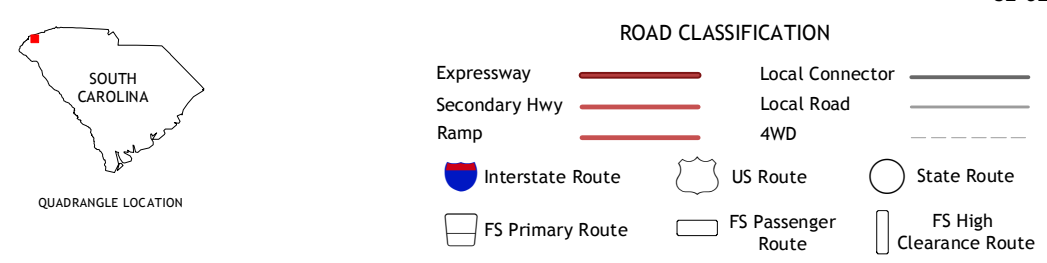 ROAD CLASSIFICATION
SOUTH
CAROLINA
QUADRANGLE LOCATION
Expressway
Local Connector
Secondary Hwy
Local Road
Ramp
4WD
Interstate Route
US Route
State Route
FS Primary Route
FS Passenger
Route
FS High
Clearance Route